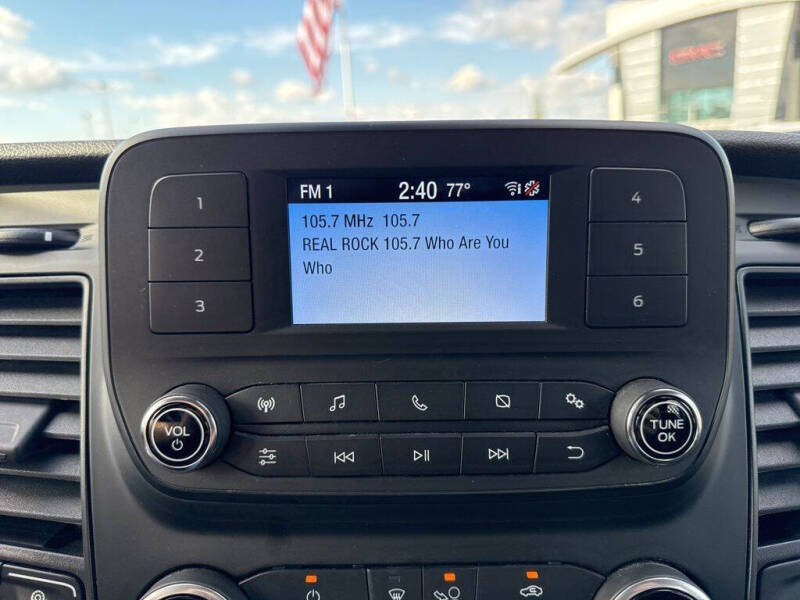 FM 1 2:40 77°
105.7 MHz 105.7
REAL ROCK 105.7 Who Are You
Who
1
2
3
4
5
6
VOL
TUNE
OK